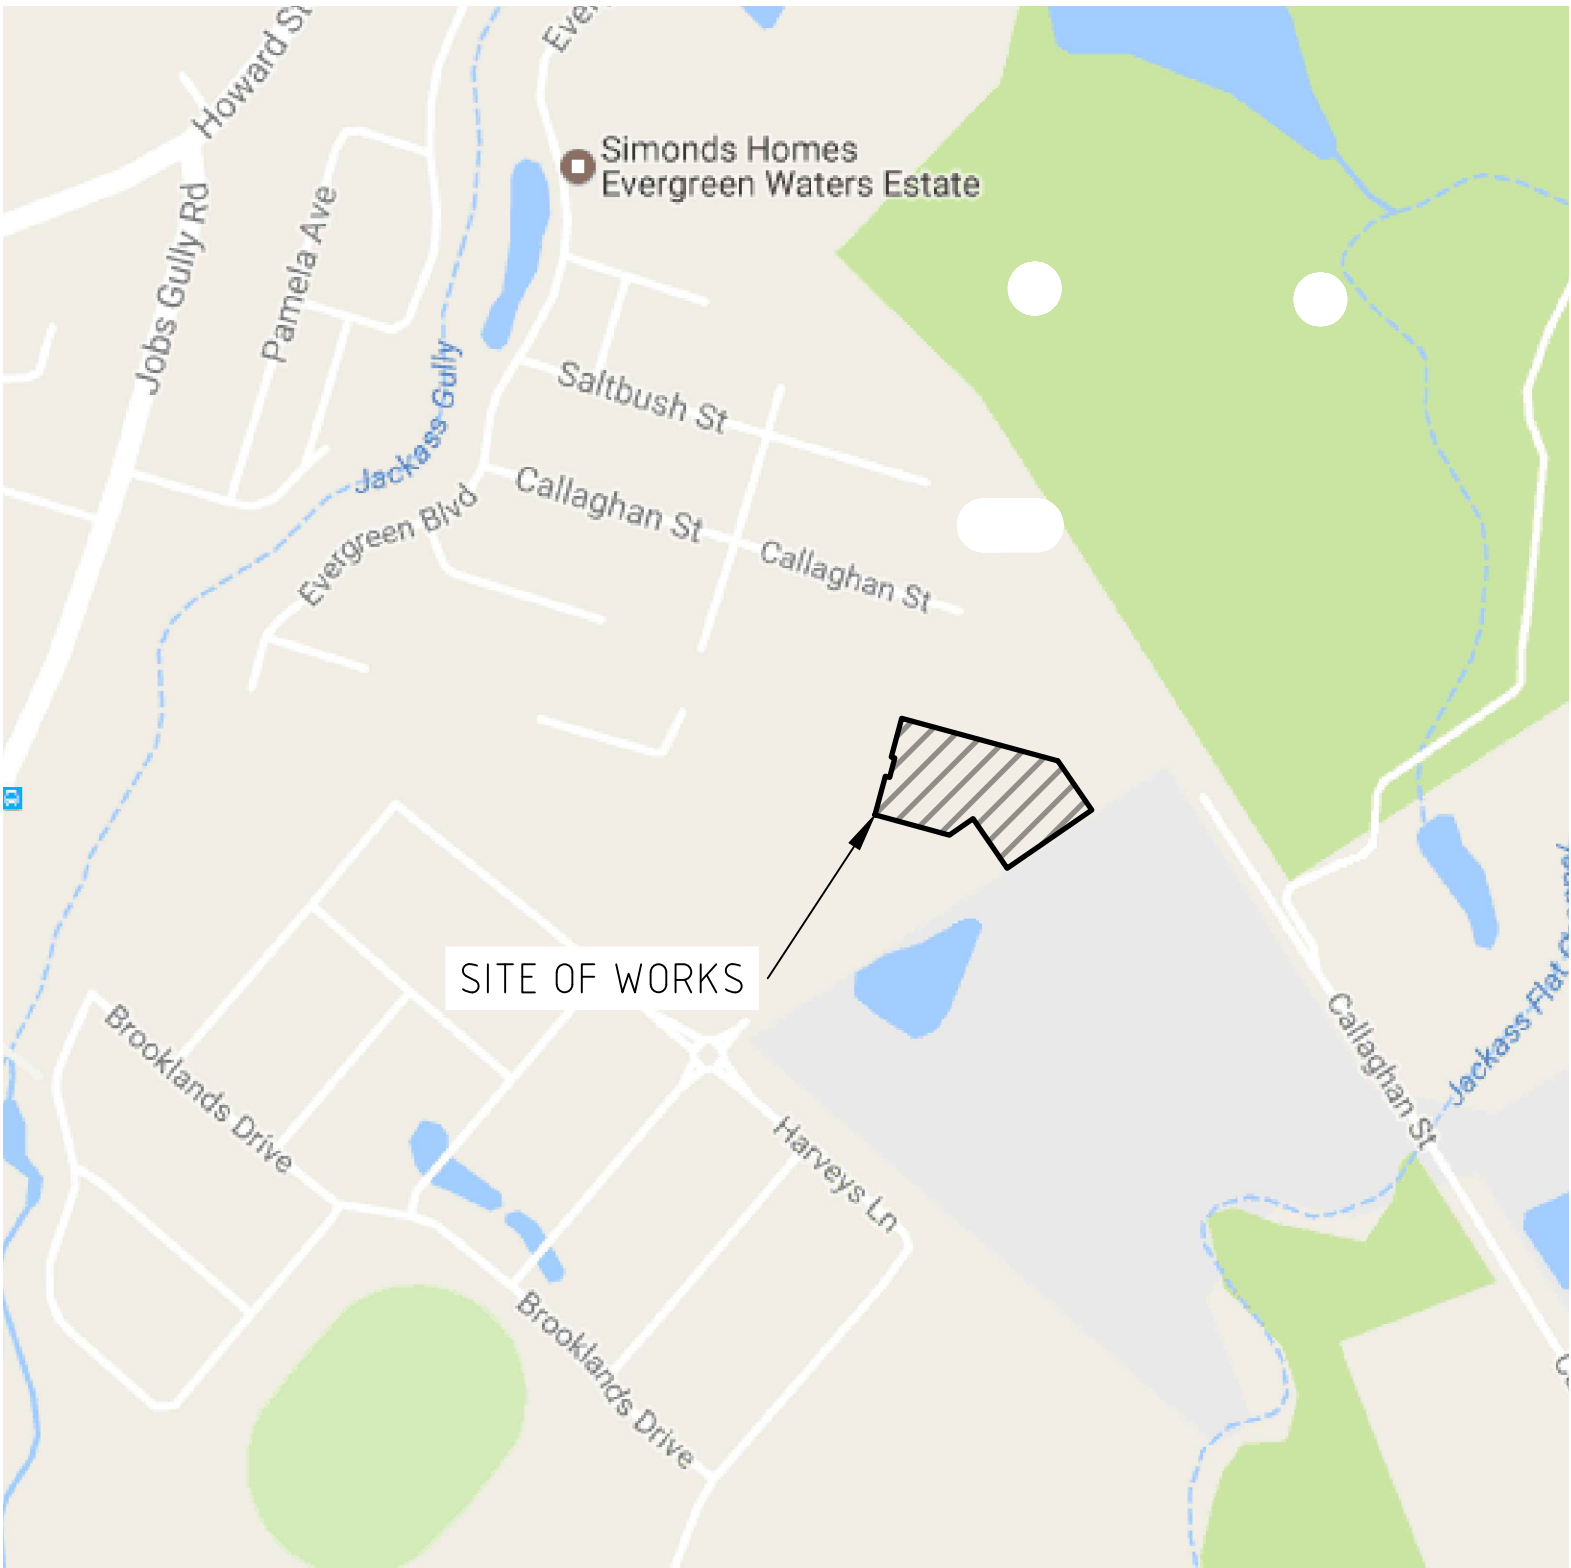 Howard St
Simonds Homes
Evergreen Waters Estate
Jobs Gully Rd
Pamela Ave
Jackass Gully
Saltbush St
Callaghan St
Evergreen Blvd
Callaghan St
SITE OF WORKS
Brooklands Drive
Callaghan St
Jackass Flat
Harveys Ln
Brooklands Drive